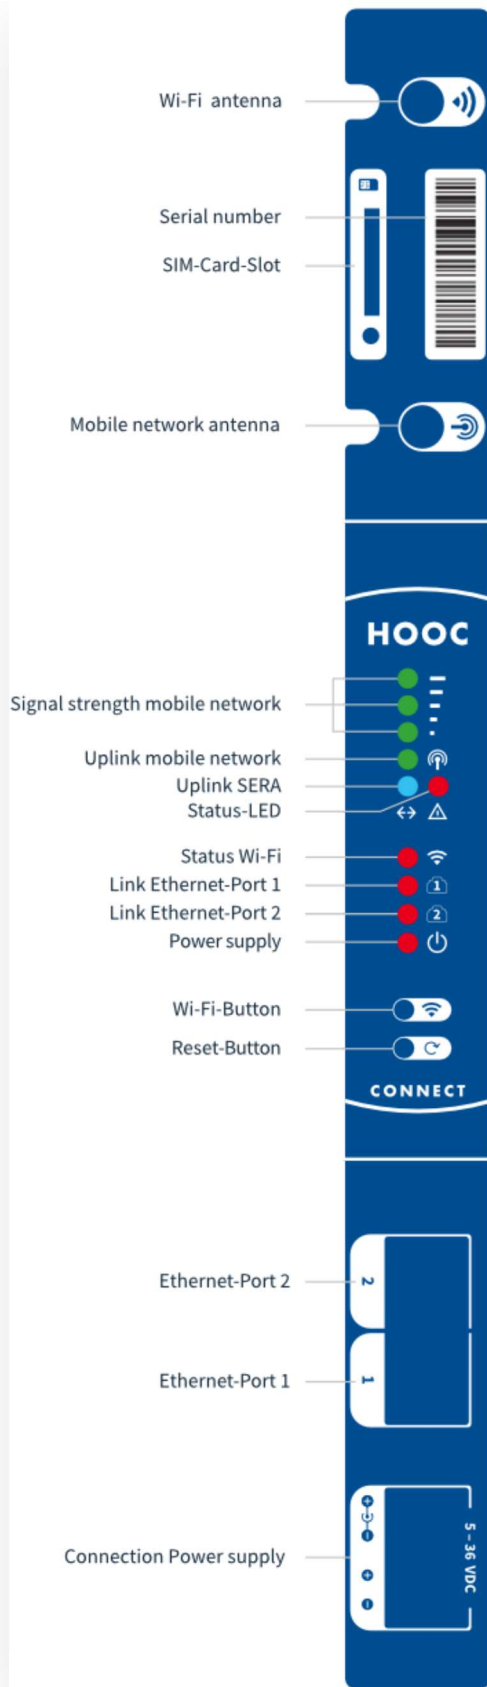 Wi-Fi antenna
Serial number
SIM-Card-Slot
Mobile network antenna
HOOC
Signal strength mobile network
Uplink mobile network
Uplink SERA
Status-LED
Status Wi-Fi
Link Ethernet-Port 1
1
Link Ethernet-Port 2
2
Power supply
Wi-Fi-Button
Reset-Button
CONNECT
Ethernet-Port 2
2
Ethernet-Port 1
1
Connection Power supply
5 – 36 VDC